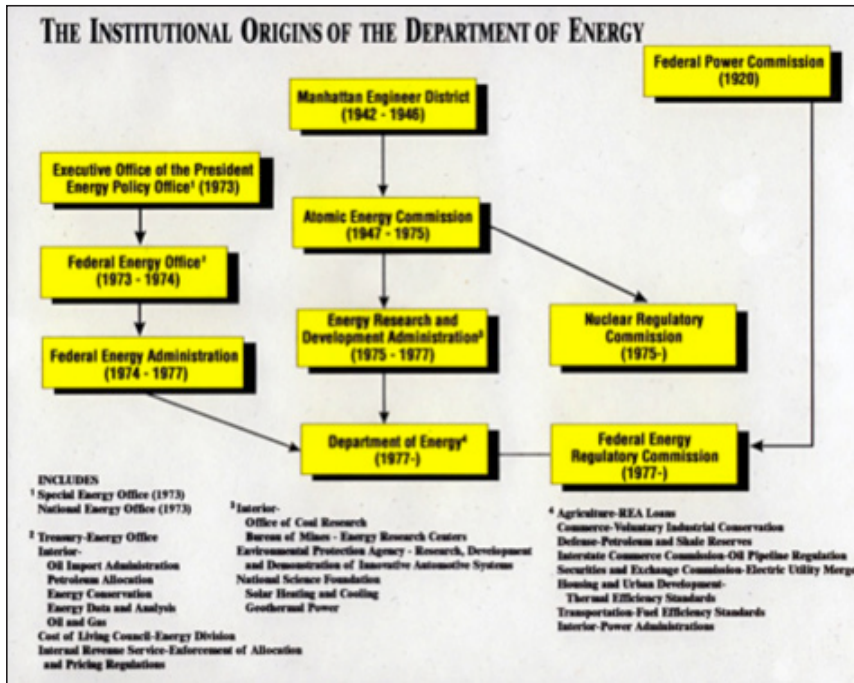 THE INSTITUTIONAL ORIGINS OF THE DEPARTMENT OF ENERGY
Federal Power Commission
(1920)
Manhattan Engineer District
(1942 - 1946)
Executive Office of the President
Energy Policy Office¹ (1973)
Atomic Energy Commission
(1947 - 1975)
Federal Energy Office²
(1973 - 1974)
Energy Research and
Development Administration³
(1975 - 1977)
Nuclear Regulatory
Commission
(1975-)
Federal Energy Administration
(1974 - 1977)
Department of Energy⁴
(1977-)
Federal Energy
Regulatory Commission
(1977-)
INCLUDES
¹ Special Energy Office (1973)
National Energy Office (1973)
² Treasury-Energy Office
Interior-
Oil Import Administration
Petroleum Allocation
Energy Conservation
Energy Data and Analysis
Oil and Gas
Cost of Living Council-Energy Division
Internal Revenue Service-Enforcement of Allocation
and Pricing Regulations
³ Interior-
Office of Coal Research
Bureau of Mines - Energy Research Centers
Environmental Protection Agency - Research, Development
and Demonstration of Innovative Automotive Systems
National Science Foundation
Solar Heating and Cooling
Geothermal Power
⁴ Agriculture-REA Loans
Commerce-Voluntary Industrial Conservation
Defense-Petroleum and Shale Reserves
Interstate Commerce Commission-Oil Pipeline Regulation
Securities and Exchange Commission-Electric Utility Merge
Housing and Urban Development-
Thermal Efficiency Standards
Transportation-Fuel Efficiency Standards
Interior-Power Administrations